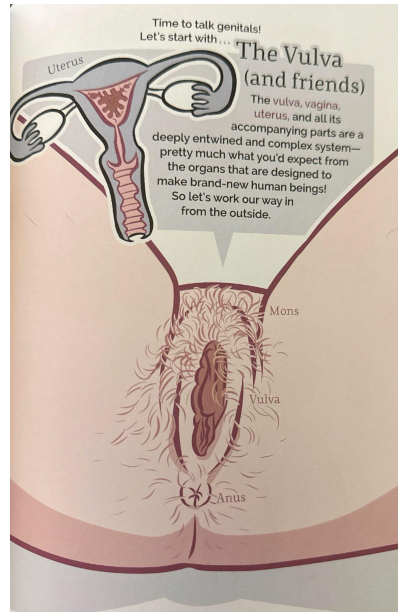 Time to talk genitals!
Let's start with...
The Vulva
(and friends)
Uterus
The vulva, vagina,
uterus, and all its
accompanying parts are a
deeply entwined and complex system—
pretty much what you'd expect from
the organs that are designed to
make brand-new human beings!
So let's work our way in
from the outside.
Mons
Vulva
Anus